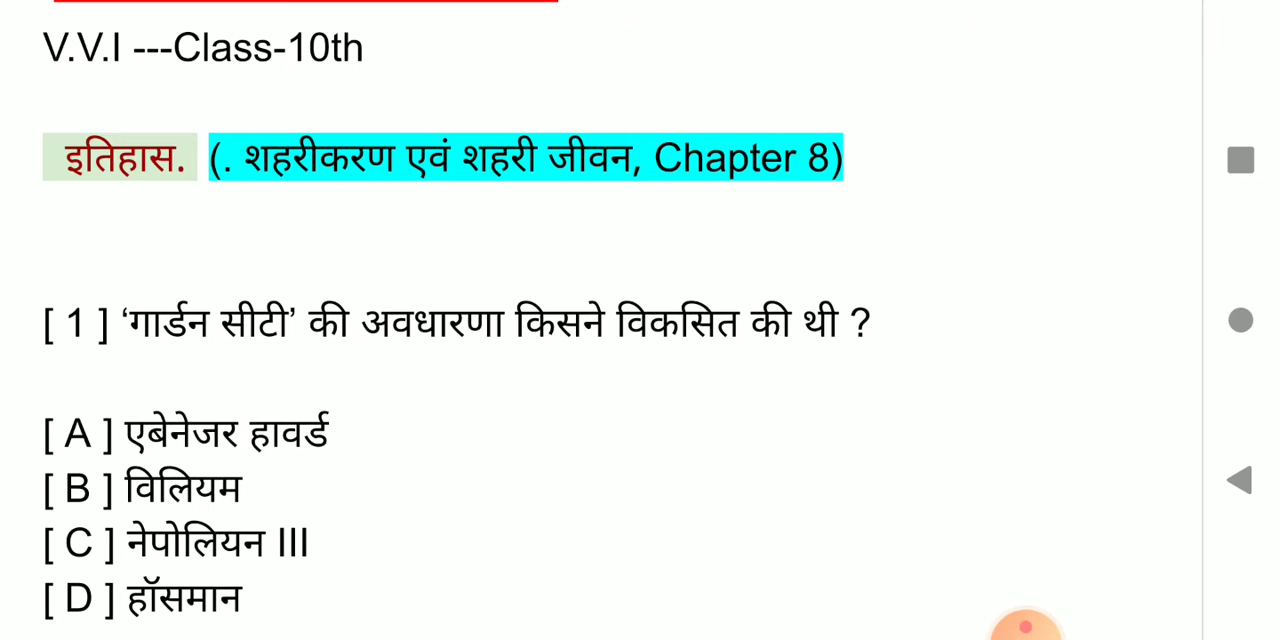 V.V.I ---Class-10th
इतिहास. (. शहरीकरण एवं शहरी जीवन, Chapter 8)
[ 1 ] ‘गार्डन सीटी’ की अवधारणा किसने विकसित की थी ?
[ A ] एबेनेजर हावर्ड
[ B ] विलियम
[ C ] नेपोलियन III
[ D ] हॉसमान